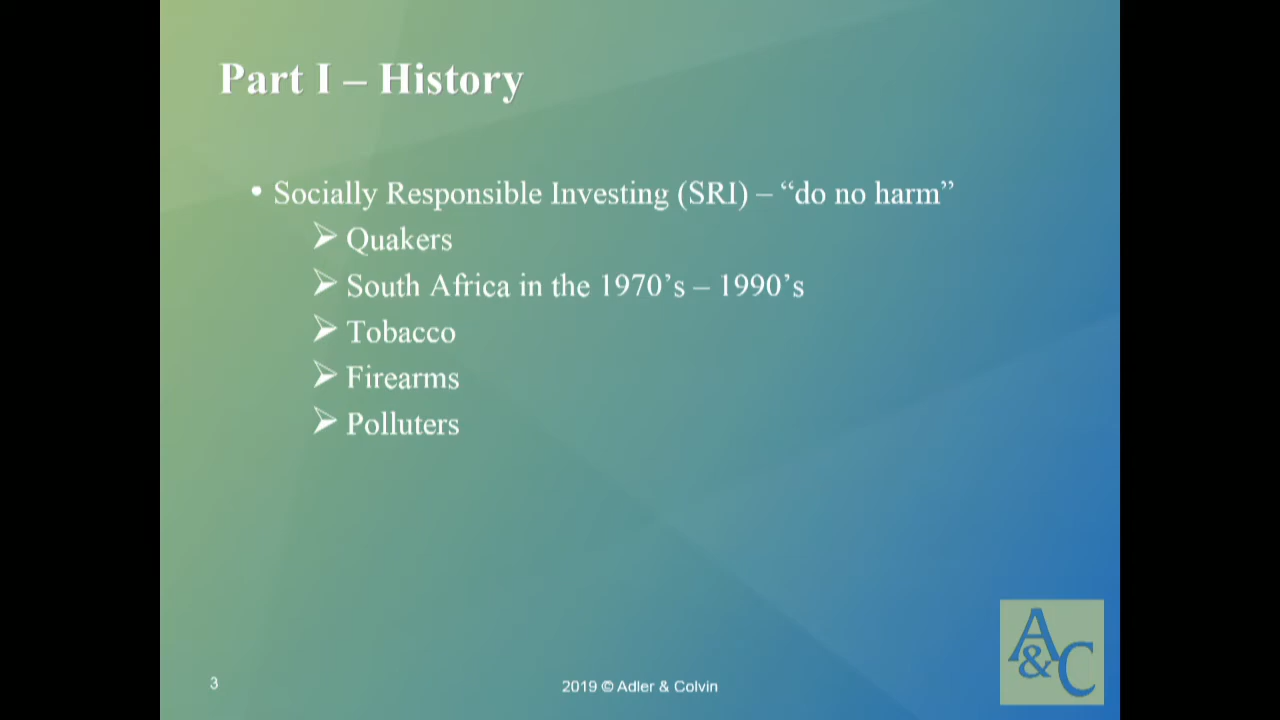 Part I – History
• Socially Responsible Investing (SRI) – “do no harm”
➢ Quakers
➢ South Africa in the 1970’s – 1990’s
➢ Tobacco
➢ Firearms
➢ Polluters
A&C
3
2019 © Adler & Colvin